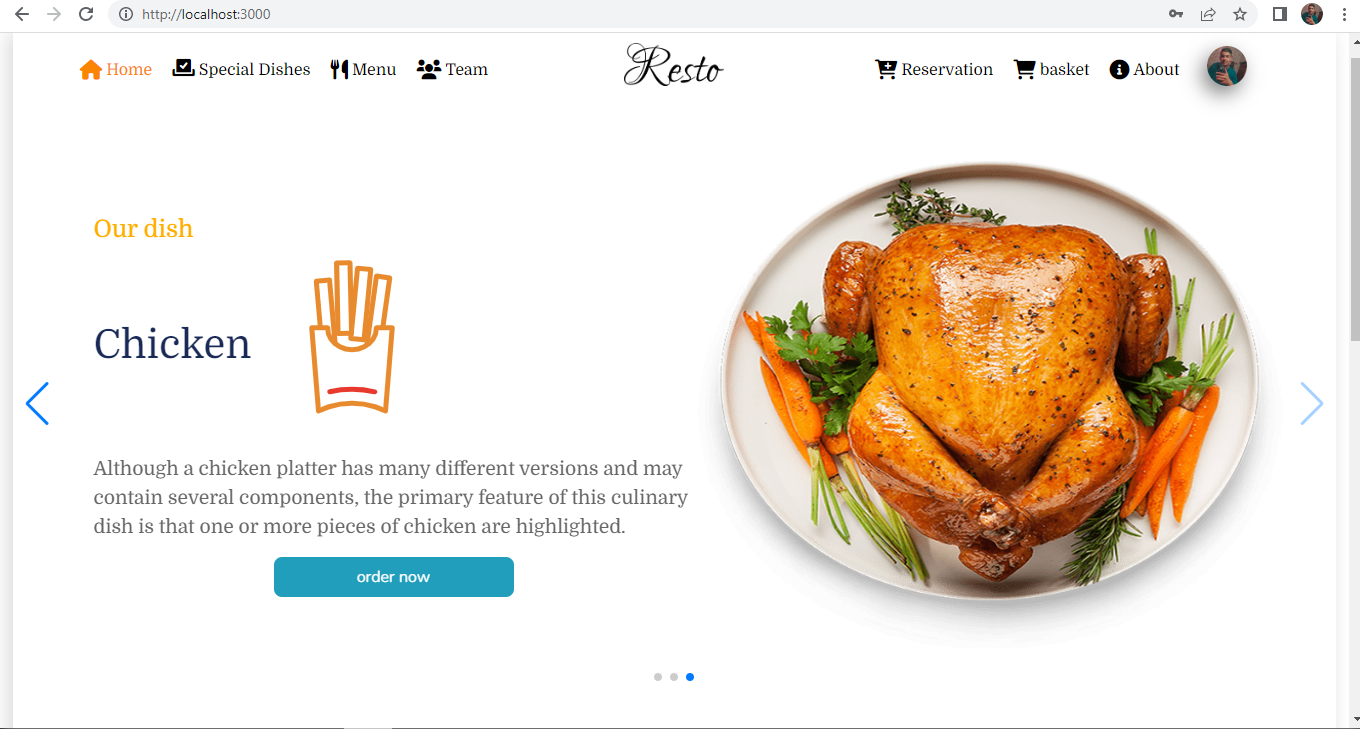 http://localhost:3000
Home Special Dishes Menu Team Resto Reservation basket About
Our dish
Chicken
Although a chicken platter has many different versions and may
contain several components, the primary feature of this culinary
dish is that one or more pieces of chicken are highlighted.
order now